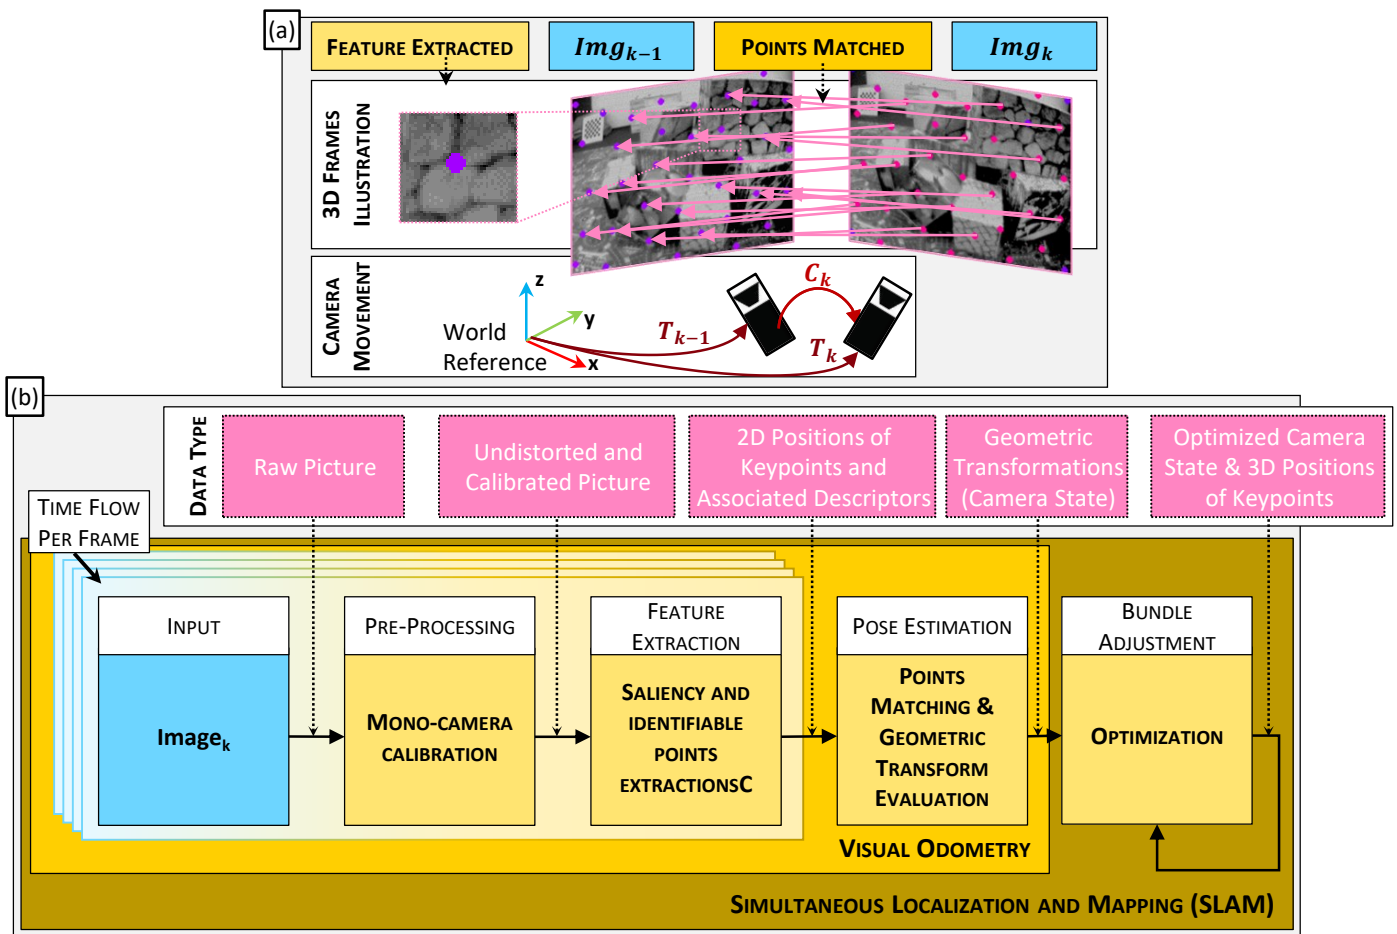 (a)
FEATURE EXTRACTED
Img_{k-1}
POINTS MATCHED
Img_k
3D FRAMES
ILLUSTRATION
CAMERA
MOVEMENT
z
y
x
World
Reference
T_{k-1}
C_k
T_k
(b)
DATA TYPE
Raw Picture
Undistorted and
Calibrated Picture
2D Positions of
Keypoints and
Associated Descriptors
Geometric
Transformations
(Camera State)
Optimized Camera
State & 3D Positions
of Keypoints
TIME FLOW
PER FRAME
INPUT
Image_k
PRE-PROCESSING
MONO-CAMERA
CALIBRATION
FEATURE
EXTRACTION
SALIENCY AND
IDENTIFIABLE
POINTS
EXTRACTIONSC
POSE ESTIMATION
POINTS
MATCHING &
GEOMETRIC
TRANSFORM
EVALUATION
BUNDLE
ADJUSTMENT
OPTIMIZATION
VISUAL ODOMETRY
SIMULTANEOUS LOCALIZATION AND MAPPING (SLAM)